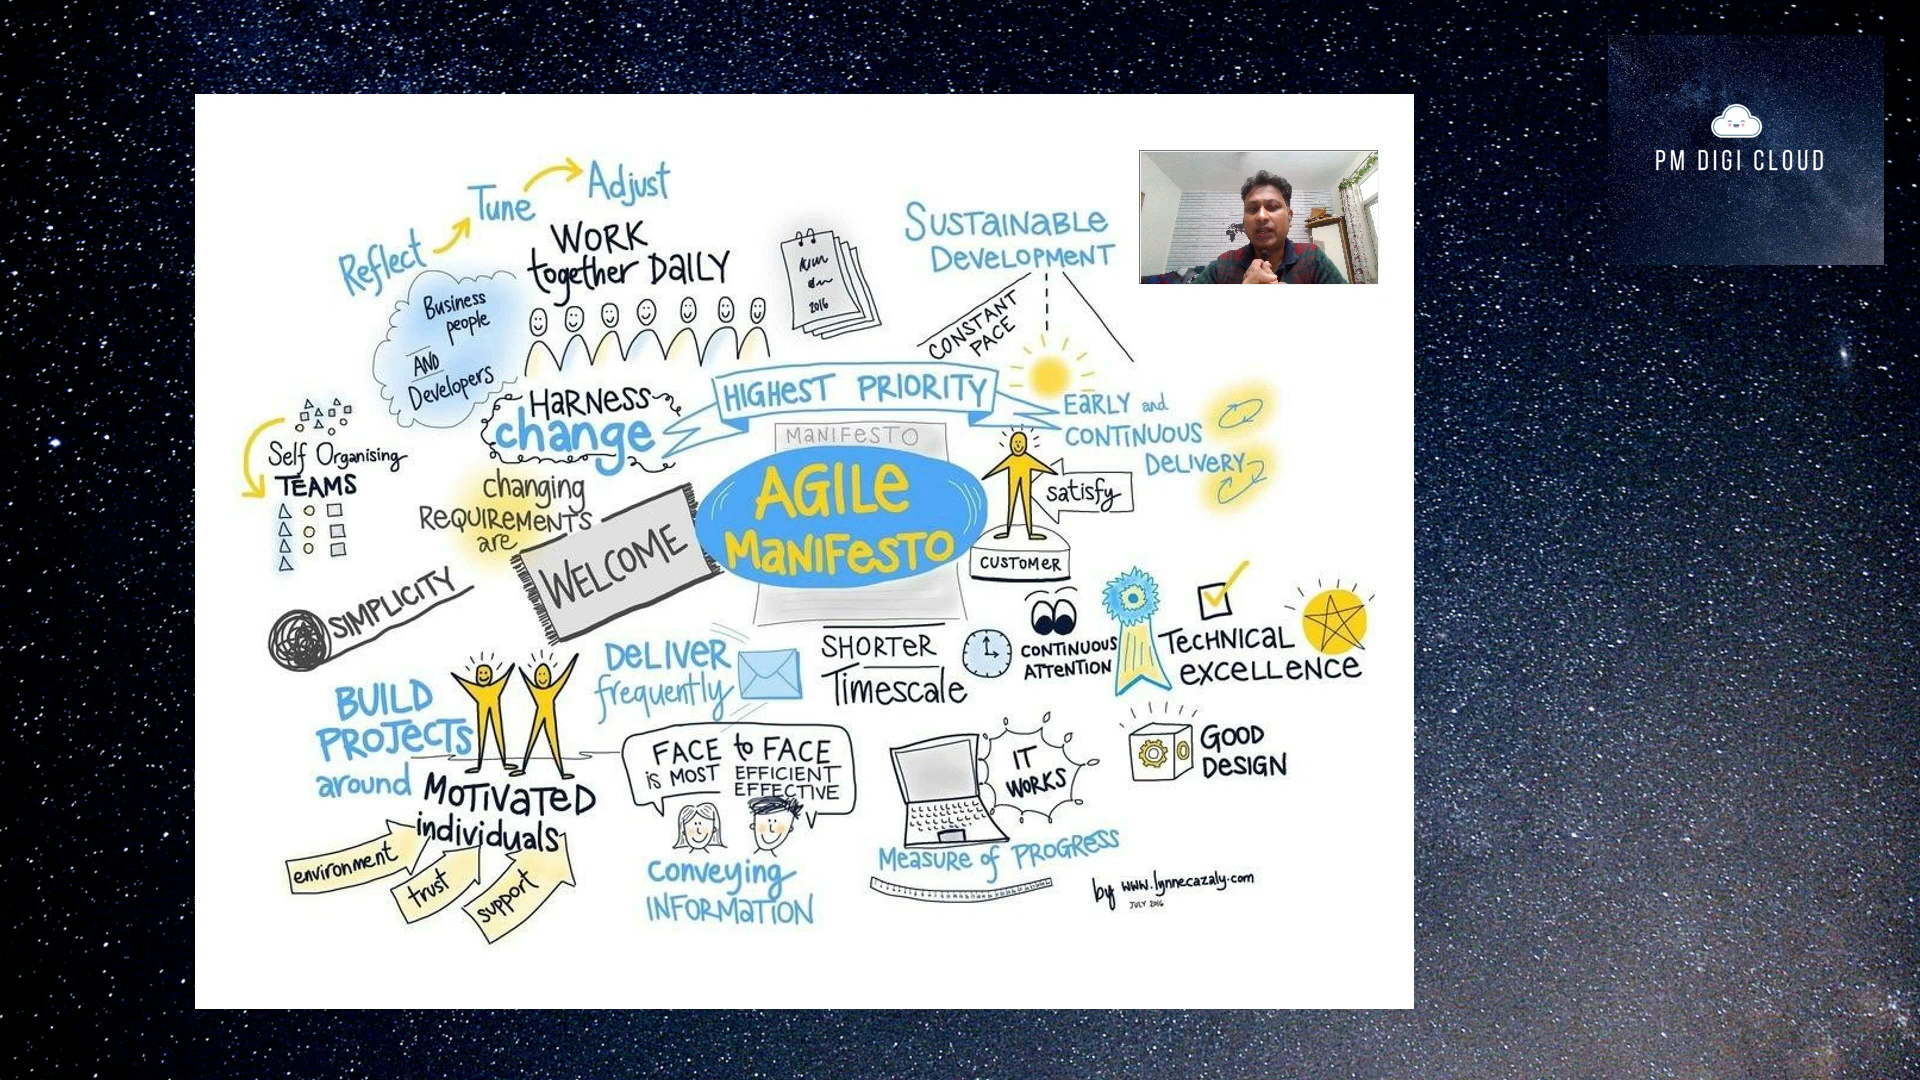 Reflect
Tune
Adjust
WORK
together DAILY
Business
people
AND
Developers
2016
SUSTAINABLE
DEVELOPMENT
CONSTANT
PACE
PM DIGI CLOUD
HARNESS
change
HIGHEST PRIORITY
EARLY and
CONTINUOUS
DELIVERY
Self Organising
TEAMS
changing
REQUIREMENTS
are
WELCOME
MANIFESTO
AGILE
MANIFESTO
satisfy
CUSTOMER
SIMPLICITY
DELIVER
frequently
SHORTER
Timescale
CONTINUOUS
ATTENTION
TECHNICAL
EXCELLENCE
BUILD
PROJECTS
around
MOTIVATED
individuals
environment
trust
support
FACE to FACE
iS MOST EFFICIENT
EFFECTIVE
Conveying
INFORMATION
IT
WORKS
Measure of PROGRESS
GOOD
DESIGN
by www.lynnecazaly.com
JULY 2016